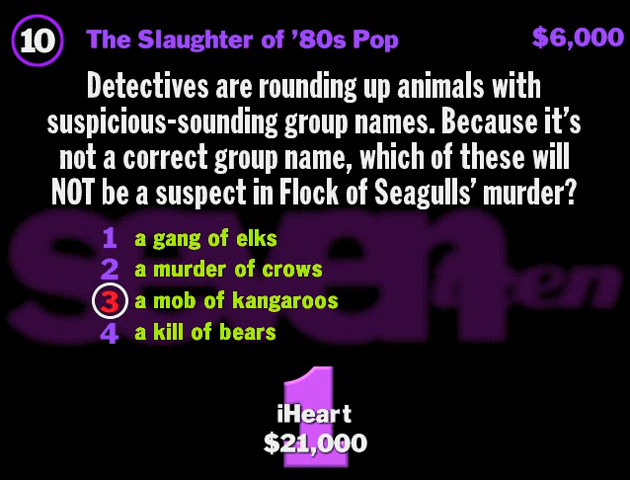 10 The Slaughter of ’80s Pop $6,000
Detectives are rounding up animals with
suspicious-sounding group names. Because it’s
not a correct group name, which of these will
NOT be a suspect in Flock of Seagulls’ murder?
seventeen
1 a gang of elks
2 a murder of crows
3 a mob of kangaroos
4 a kill of bears
1
iHeart
$21,000